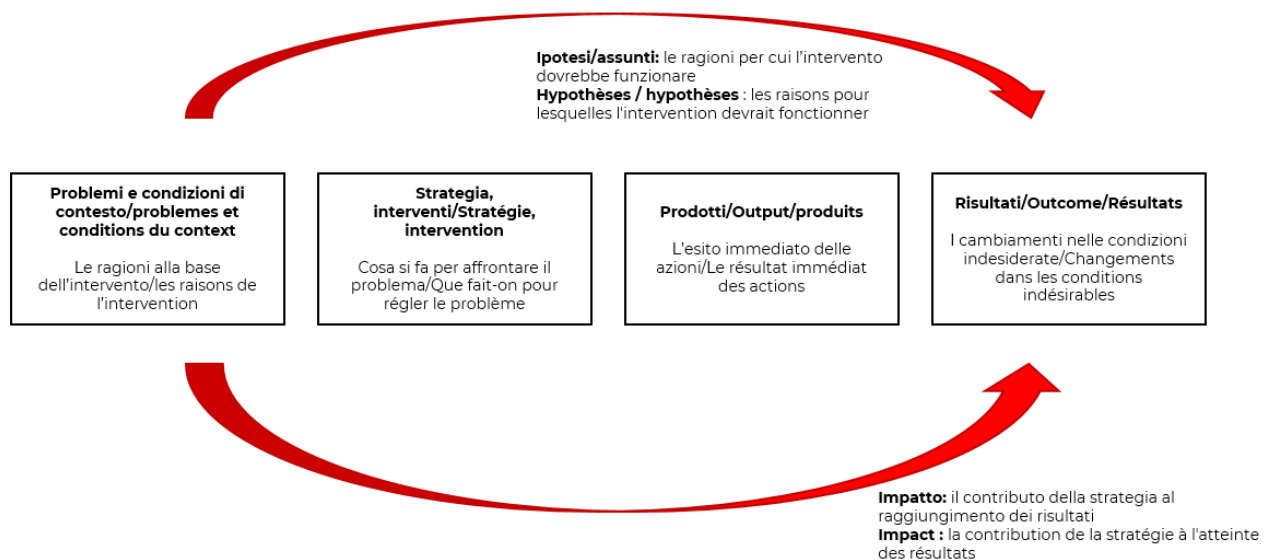 Ipotesi/assunti: le ragioni per cui l'intervento
dovrebbe funzionare
Hypothèses / hypothèses : les raisons pour
lesquelles l'intervention devrait fonctionner
Problemi e condizioni di
contesto/problemes et
conditions du context
Le ragioni alla base
dell'intervento/les raisons de
l'intervention
Strategia,
interventi/Stratégie,
intervention
Cosa si fa per affrontare il
problema/Que fait-on pour
régler le problème
Prodotti/Output/produits
L'esito immediato delle
azioni/Le résultat immédiat
des actions
Risultati/Outcome/Résultats
I cambiamenti nelle condizioni
indesiderate/Changements
dans les conditions
indésirables
Impatto: il contributo della strategia al
raggiungimento dei risultati
Impact : la contribution de la stratégie à l'atteinte
des résultats